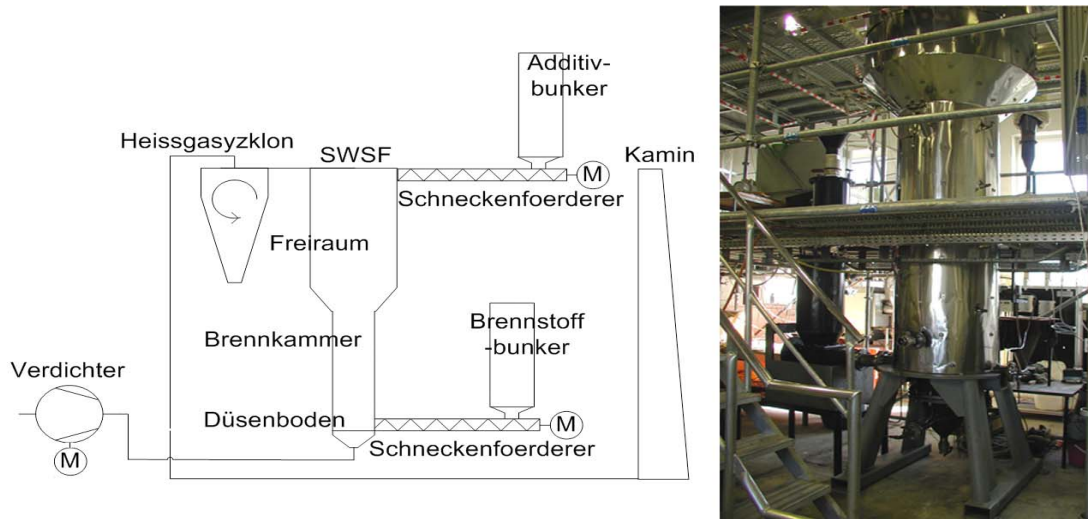 Additiv-
bunker
Heissgasyzklon
SWSF
Kamin
M
Schneckenfoerderer
Freiraum
Brennstoff
-bunker
Brennkammer
Verdichter
Düsenboden
M
M
Schneckenfoerderer